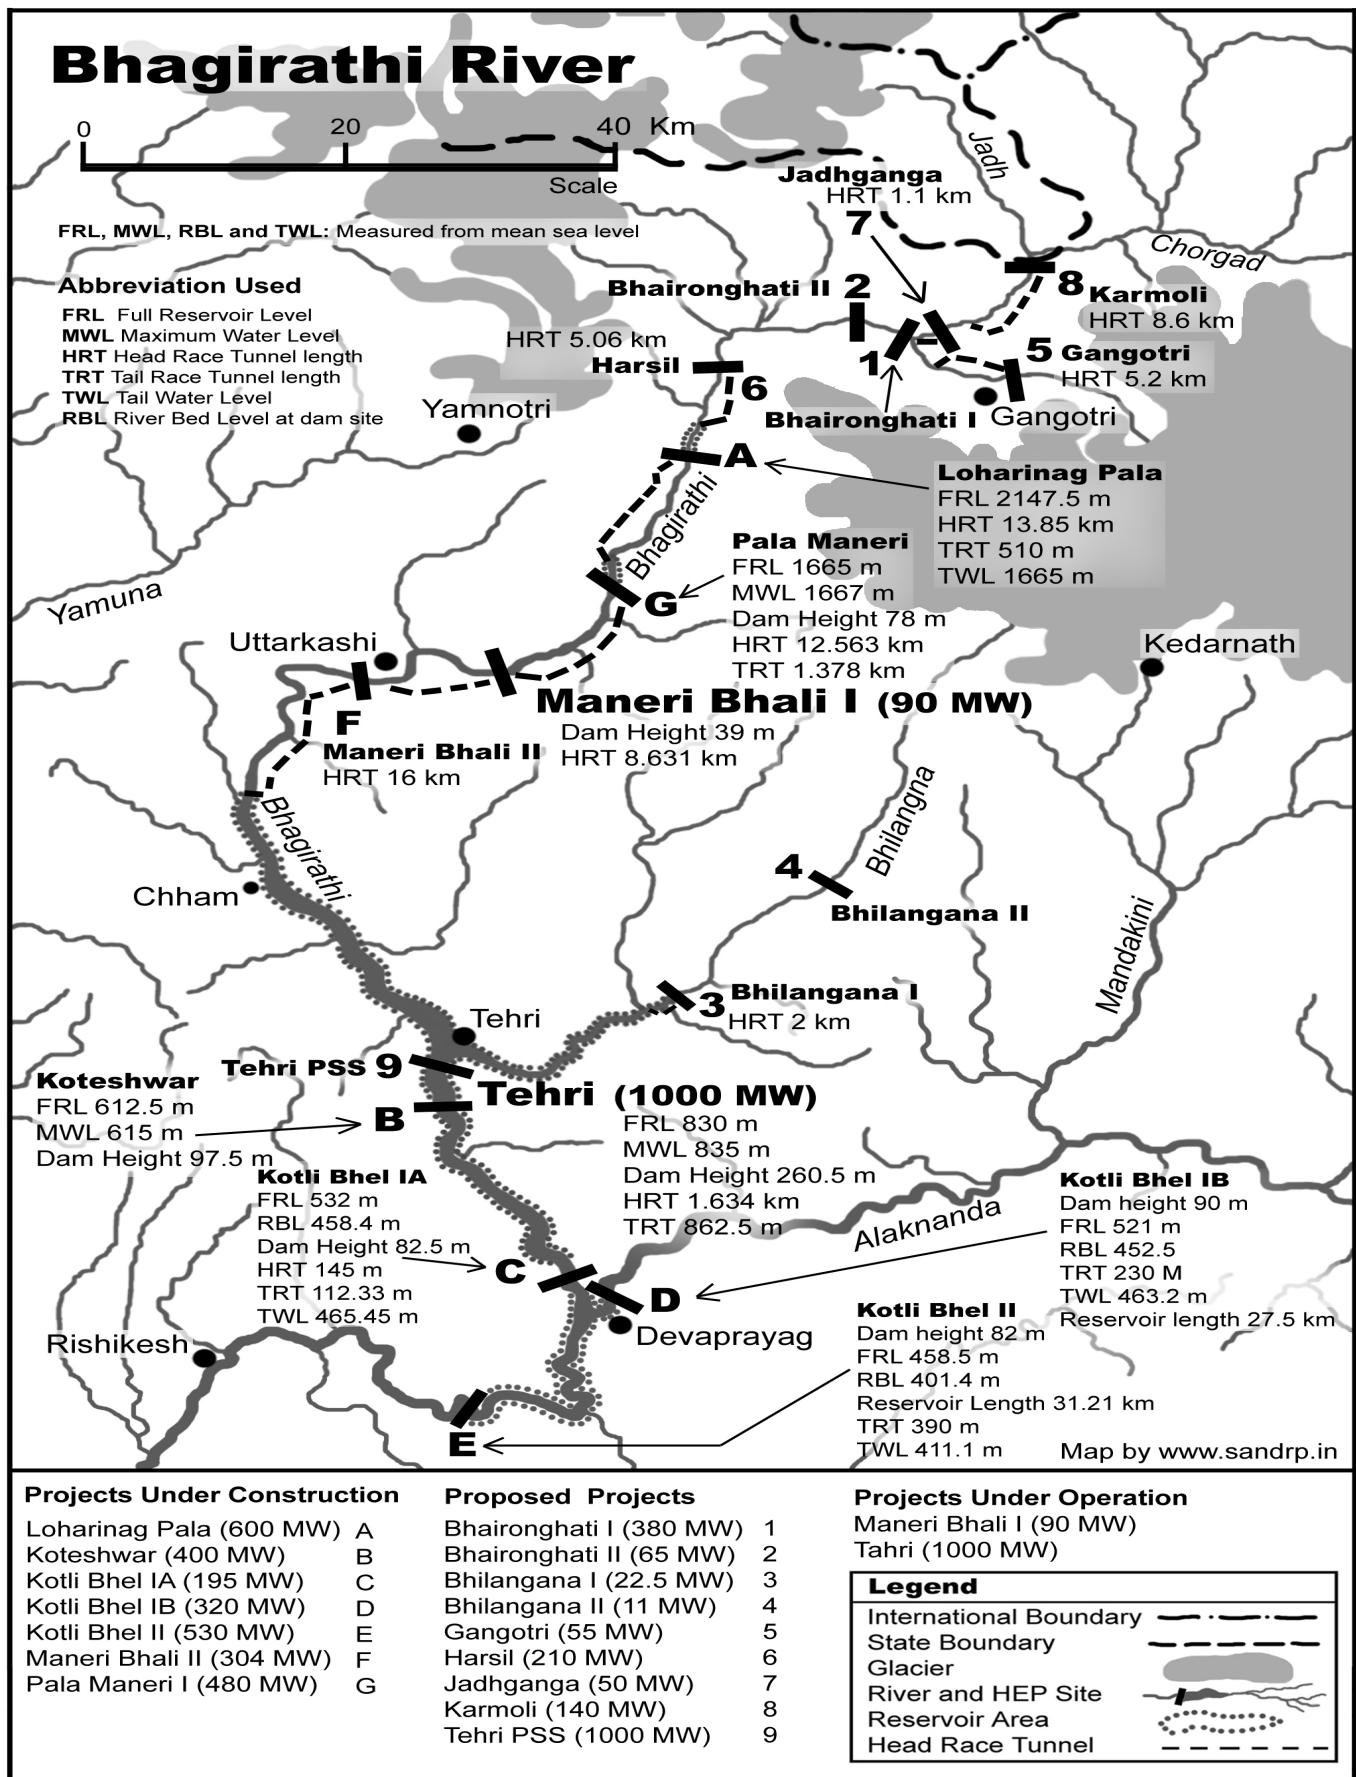 Bhagirathi River
0 20 40 Km
Scale
FRL, MWL, RBL and TWL: Measured from mean sea level
Abbreviation Used
FRL Full Reservoir Level
MWL Maximum Water Level
HRT Head Race Tunnel length
TRT Tail Race Tunnel length
TWL Tail Water Level
RBL River Bed Level at dam site
Jadh
Jadhganga
HRT 1.1 km
7
Chorgad
Bhaironghati II 2
8 Karmoli
HRT 8.6 km
HRT 5.06 km
Harsil
6
1
5 Gangotri
HRT 5.2 km
Bhaironghati I
Gangotri
Yamnotri
A
Loharinag Pala
FRL 2147.5 m
HRT 13.85 km
TRT 510 m
TWL 1665 m
Bhagirathi
Pala Maneri
FRL 1665 m
MWL 1667 m
Dam Height 78 m
HRT 12.563 km
TRT 1.378 km
G
Yamuna
Uttarkashi
Kedarnath
Maneri Bhali I (90 MW)
Dam Height 39 m
HRT 8.631 km
F
Maneri Bhali II
HRT 16 km
Bhagirathi
Bhilangna
4
Bhilangana II
Chham
Mandakini
3 Bhilangana I
HRT 2 km
Tehri
Tehri PSS 9
Koteshwar
FRL 612.5 m
MWL 615 m
Dam Height 97.5 m
B
Tehri (1000 MW)
FRL 830 m
MWL 835 m
Dam Height 260.5 m
HRT 1.634 km
TRT 862.5 m
Kotli Bhel IA
FRL 532 m
RBL 458.4 m
Dam Height 82.5 m
HRT 145 m
TRT 112.33 m
TWL 465.45 m
C
Alaknanda
Kotli Bhel IB
Dam height 90 m
FRL 521 m
RBL 452.5
TRT 230 M
TWL 463.2 m
Reservoir length 27.5 km
D
Devaprayag
Rishikesh
Kotli Bhel II
Dam height 82 m
FRL 458.5 m
RBL 401.4 m
Reservoir Length 31.21 km
TRT 390 m
TWL 411.1 m
E
Map by www.sandrp.in
Projects Under Construction
Loharinag Pala (600 MW) A
Koteshwar (400 MW) B
Kotli Bhel IA (195 MW) C
Kotli Bhel IB (320 MW) D
Kotli Bhel II (530 MW) E
Maneri Bhali II (304 MW) F
Pala Maneri I (480 MW) G
Proposed Projects
Bhaironghati I (380 MW) 1
Bhaironghati II (65 MW) 2
Bhilangana I (22.5 MW) 3
Bhilangana II (11 MW) 4
Gangotri (55 MW) 5
Harsil (210 MW) 6
Jadhganga (50 MW) 7
Karmoli (140 MW) 8
Tehri PSS (1000 MW) 9
Projects Under Operation
Maneri Bhali I (90 MW)
Tahri (1000 MW)
Legend
International Boundary
State Boundary
Glacier
River and HEP Site
Reservoir Area
Head Race Tunnel